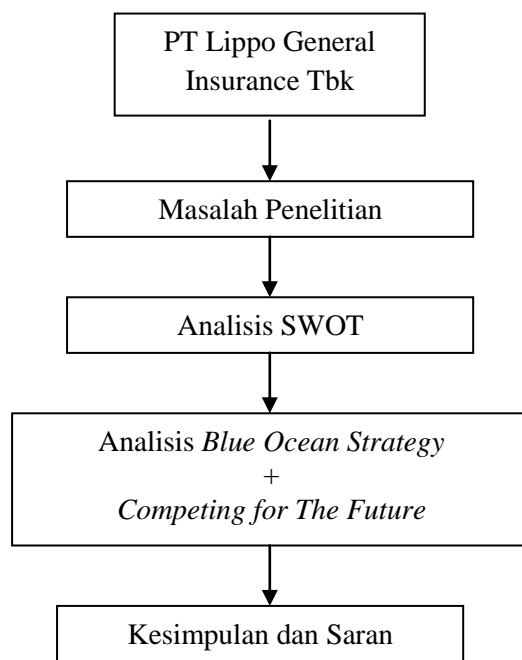 PT Lippo General
Insurance Tbk
Masalah Penelitian
Analisis SWOT
Analisis Blue Ocean Strategy
+
Competing for The Future
Kesimpulan dan Saran